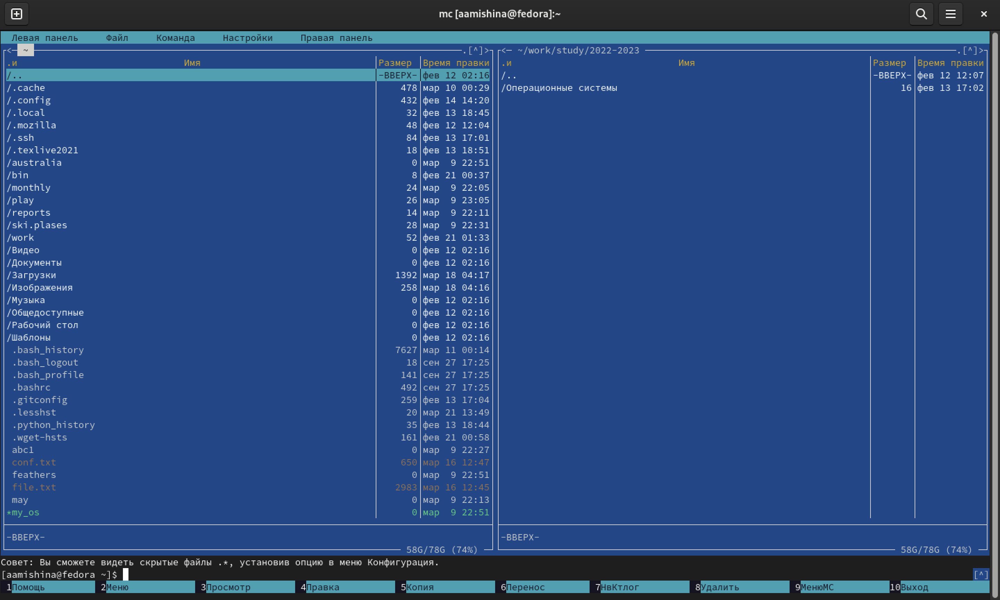 mc [aamishina@fedora]:~
Левая панель Файл Команда Настройки Правая панель
<─ ~ .[^]> <─ ~/work/study/2022-2023 .[^]>
.и Имя Размер Время правки .и Имя Размер Время правки
/.. -ВВЕРХ- фев 12 02:16 /.. -ВВЕРХ- фев 12 12:07
/.cache 478 мар 10 00:29 /Операционные системы 16 фев 13 17:02
/.config 432 фев 14 14:20
/.local 32 фев 13 18:45
/.mozilla 48 фев 12 12:04
/.ssh 84 фев 13 17:01
/.texlive2021 18 фев 13 18:51
/australia 0 мар 9 22:51
/bin 8 фев 21 00:37
/monthly 24 мар 9 22:05
/play 26 мар 9 23:05
/reports 14 мар 9 22:11
/ski.plases 28 мар 9 22:31
/work 52 фев 21 01:33
/Видео 0 фев 12 02:16
/Документы 0 фев 12 02:16
/Загрузки 1392 мар 18 04:17
/Изображения 258 мар 18 04:16
/Музыка 0 фев 12 02:16
/Общедоступные 0 фев 12 02:16
/Рабочий стол 0 фев 12 02:16
/Шаблоны 0 фев 12 02:16
.bash_history 7627 мар 11 00:14
.bash_logout 18 сен 27 17:25
.bash_profile 141 сен 27 17:25
.bashrc 492 сен 27 17:25
.gitconfig 259 фев 13 17:04
.lesshst 20 мар 21 13:49
.python_history 35 фев 13 18:44
.wget-hsts 161 фев 21 00:58
abc1 0 мар 9 22:27
conf.txt 650 мар 16 12:47
feathers 0 мар 9 22:51
file.txt 2983 мар 16 12:45
may 0 мар 9 22:13
*my_os 0 мар 9 22:51
-ВВЕРХ- -ВВЕРХ-
58G/78G (74%) 58G/78G (74%)
Совет: Вы сможете видеть скрытые файлы .*, установив опцию в меню Конфигурация.
[aamishina@fedora ~]$ [^]
1Помощь 2Меню 3Просмотр 4Правка 5Копия 6Перенос 7НвКтлог 8Удалить 9МенюМС 10Выход